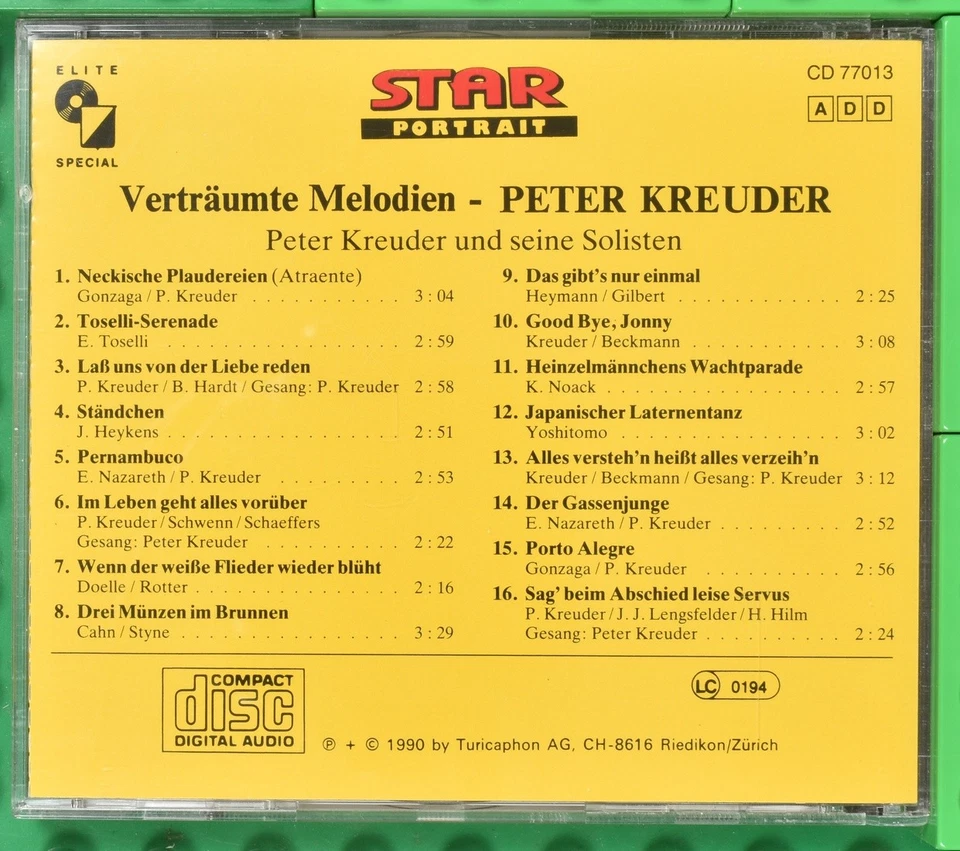 ELITE
SPECIAL
STAR
PORTRAIT
CD 77013
A D D
Verträumte Melodien - PETER KREUDER
Peter Kreuder und seine Solisten
1. Neckische Plaudereien (Atraente)
Gonzaga / P. Kreuder . . . . . . . . . . . 3 : 04
2. Toselli-Serenade
E. Toselli . . . . . . . . . . . . . . . . . 2 : 59
3. Laß uns von der Liebe reden
P. Kreuder / B. Hardt / Gesang: P. Kreuder 2 : 58
4. Ständchen
J. Heykens . . . . . . . . . . . . . . . . . 2 : 51
5. Pernambuco
E. Nazareth / P. Kreuder . . . . . . . . . 2 : 53
6. Im Leben geht alles vorüber
P. Kreuder / Schwenn / Schaeffers
Gesang: Peter Kreuder . . . . . . . . . . 2 : 22
7. Wenn der weiße Flieder wieder blüht
Doelle / Rotter . . . . . . . . . . . . . . . 2 : 16
8. Drei Münzen im Brunnen
Cahn / Styne . . . . . . . . . . . . . . . . 3 : 29
9. Das gibt's nur einmal
Heymann / Gilbert . . . . . . . . . . . . 2 : 25
10. Good Bye, Jonny
Kreuder / Beckmann . . . . . . . . . . . 3 : 08
11. Heinzelmännchens Wachtparade
K. Noack . . . . . . . . . . . . . . . . . 2 : 57
12. Japanischer Laternentanz
Yoshitomo . . . . . . . . . . . . . . . . 3 : 02
13. Alles versteh'n heißt alles verzeih'n
Kreuder / Beckmann / Gesang: P. Kreuder 3 : 12
14. Der Gassenjunge
E. Nazareth / P. Kreuder . . . . . . . . . 2 : 52
15. Porto Alegre
Gonzaga / P. Kreuder . . . . . . . . . . 2 : 56
16. Sag' beim Abschied leise Servus
P. Kreuder / J. J. Lengsfelder / H. Hilm
Gesang: Peter Kreuder . . . . . . . . . . 2 : 24
COMPACT
disc
DIGITAL AUDIO
LC 0194
℗ + © 1990 by Turicaphon AG, CH-8616 Riedikon/Zürich